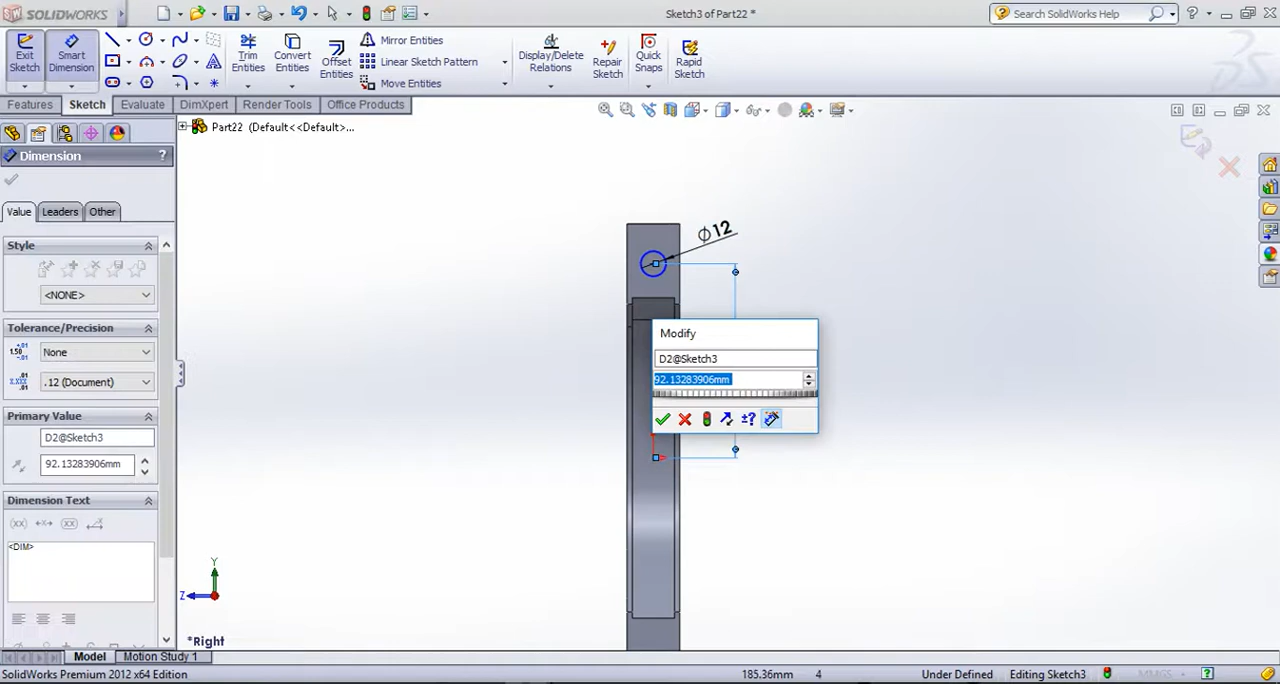 SOLIDWORKS
Sketch3 of Part22 *
Search SolidWorks Help
Exit Sketch
Smart Dimension
Trim Entities
Convert Entities
Offset Entities
Mirror Entities
Linear Sketch Pattern
Move Entities
Display/Delete Relations
Repair Sketch
Quick Snaps
Rapid Sketch
Features
Sketch
Evaluate
DimXpert
Render Tools
Office Products
Part22 (Default<<Default>...
Dimension
?
Value
Leaders
Other
Style
<NONE>
Tolerance/Precision
None
.12 (Document)
Primary Value
D2@Sketch3
92.13283906mm
Dimension Text
<DIM>
∅12
Modify
D2@Sketch3
92.13283906mm
±?
Y
Z
*Right
Model
Motion Study 1
SolidWorks Premium 2012 x64 Edition
185.36mm
4
Under Defined
Editing Sketch3
MMGS
?